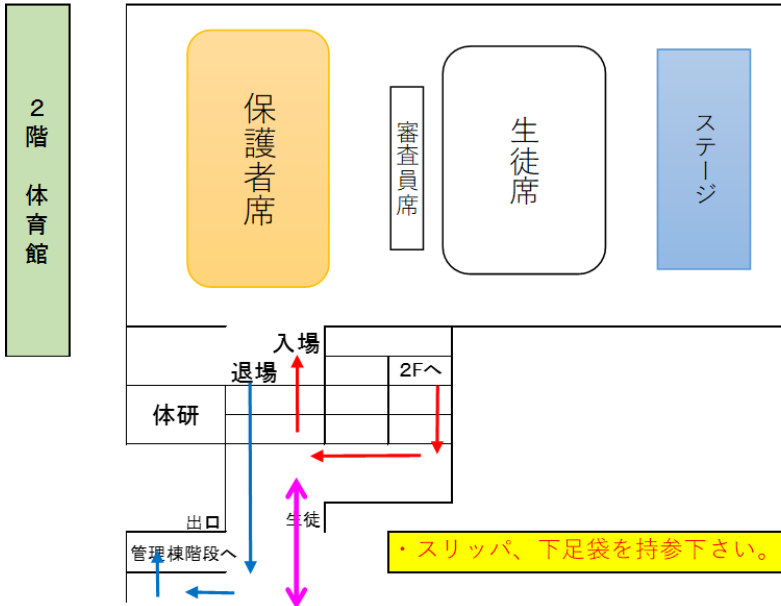 ２階　体育館
保護者席
審査員席
生徒席
ステージ
入場
退場
2Fへ
体研
出口
生徒
管理棟階段へ
・スリッパ、下足袋を持参下さい。